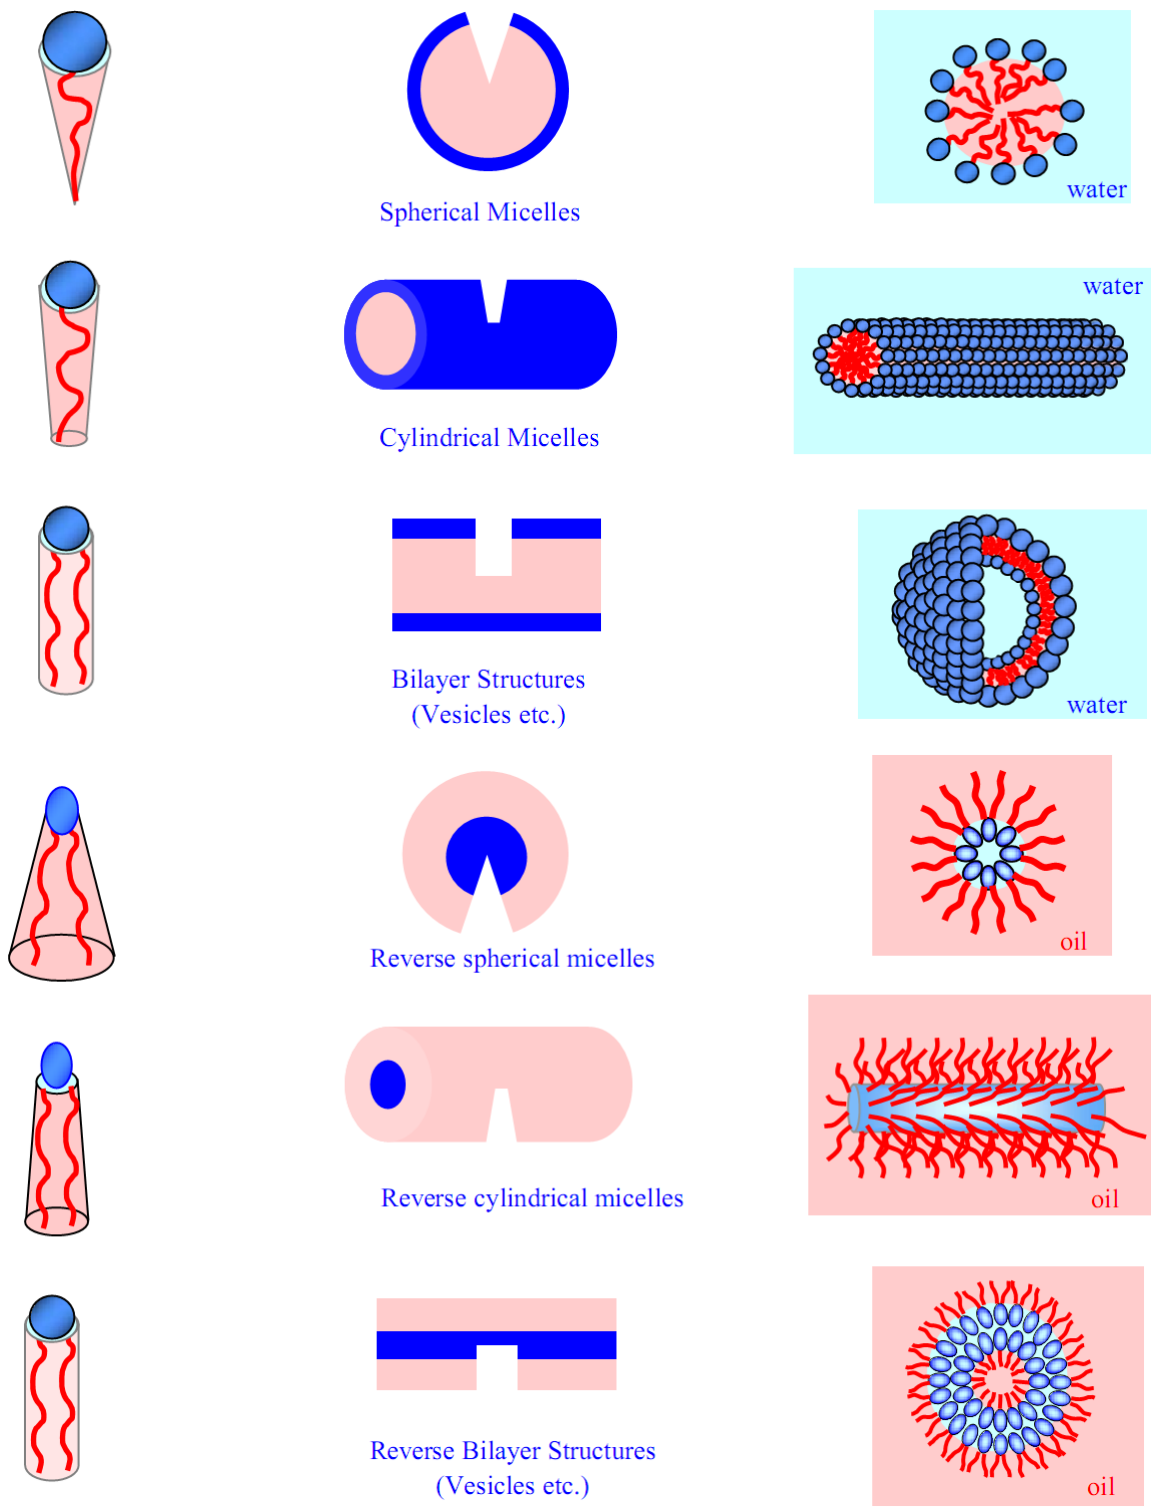 Spherical Micelles
water
water
Cylindrical Micelles
Bilayer Structures
(Vesicles etc.)
water
oil
Reverse spherical micelles
Reverse cylindrical micelles
oil
Reverse Bilayer Structures
(Vesicles etc.)
oil